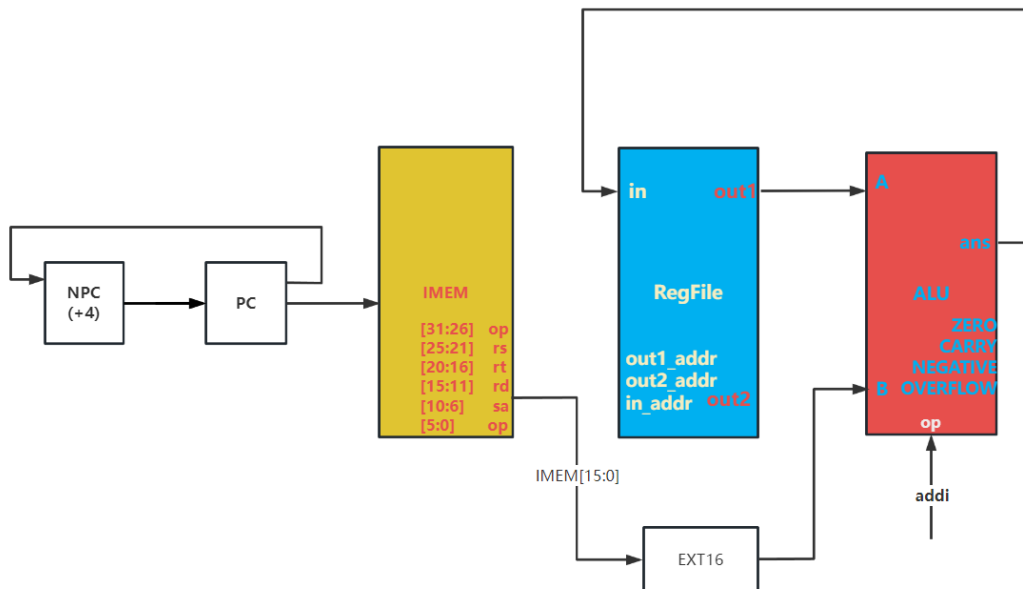 NPC
(+4)
PC
IMEM
[31:26] op
[25:21] rs
[20:16] rt
[15:11] rd
[10:6] sa
[5:0] op
IMEM[15:0]
in
out1
RegFile
out1_addr
out2_addr
in_addr
out2
EXT16
A
ans
ALU
ZERO
CARRY
NEGATIVE
B OVERFLOW
op
addi